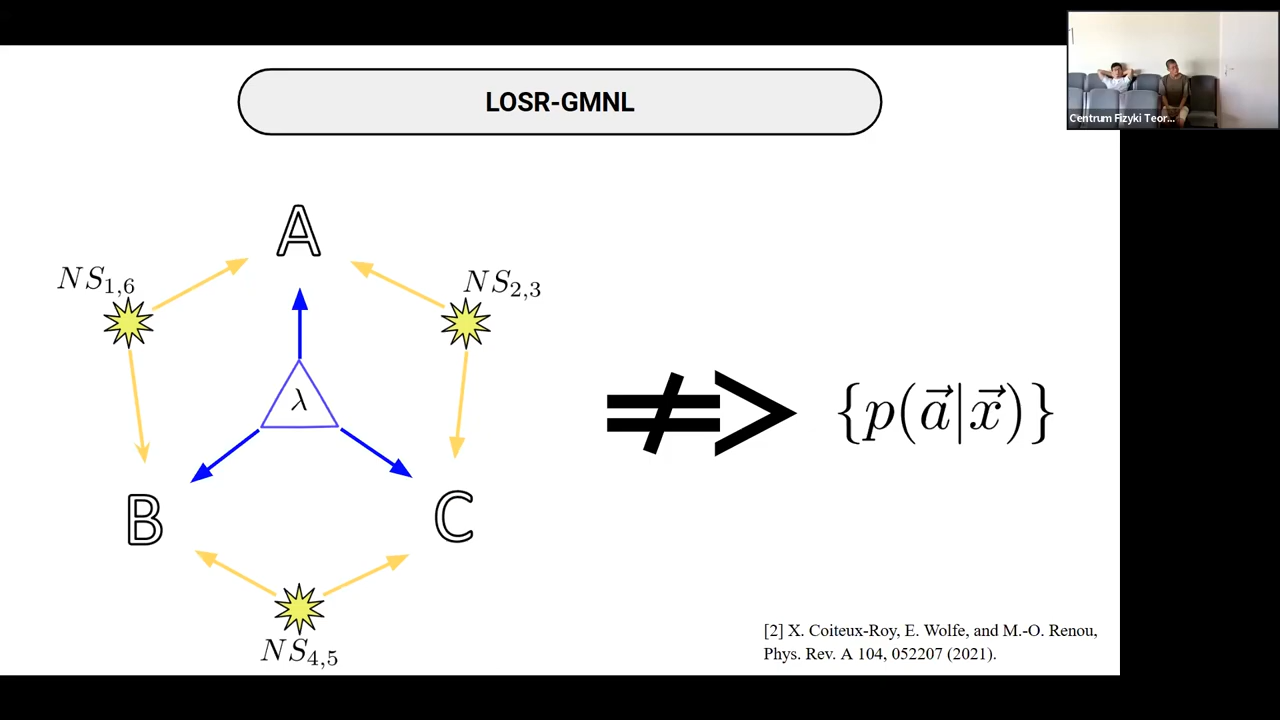 LOSR-GMNL
A
NS1,6
NS2,3
λ
{p(a⃗|x⃗)}
B
C
NS4,5
[2] X. Coiteux-Roy, E. Wolfe, and M.-O. Renou,
Phys. Rev. A 104, 052207 (2021).
Centrum Fizyki Teor...